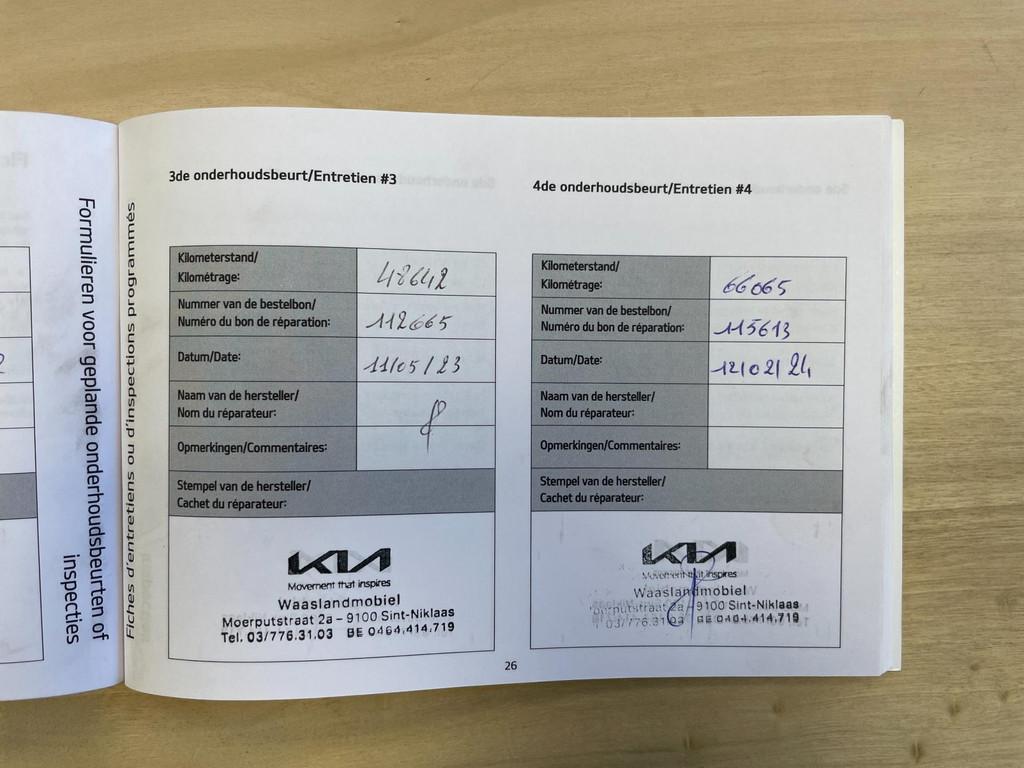 Formulieren voor geplande onderhoudsbeurten of
inspecties
Fiches d'entretiens ou d'inspections programmés
3de onderhoudsbeurt/Entretien #3
Kilometerstand/
Kilométrage:
48642
Nummer van de bestelbon/
Numéro du bon de réparation:
112665
Datum/Date:
11/05/23
Naam van de hersteller/
Nom du réparateur:
Opmerkingen/Commentaires:
Stempel van de hersteller/
Cachet du réparateur:
KIA
Movement that inspires
Waaslandmobiel
Moerputstraat 2a – 9100 Sint-Niklaas
Tel. 03/776.31.03 BE 0464.414.719
4de onderhoudsbeurt/Entretien #4
Kilometerstand/
Kilométrage:
66065
Nummer van de bestelbon/
Numéro du bon de réparation:
115613
Datum/Date:
12/02/24
Naam van de hersteller/
Nom du réparateur:
Opmerkingen/Commentaires:
Stempel van de hersteller/
Cachet du réparateur:
KIA
Movement that inspires
Waaslandmobiel
Moerputstraat 2a – 9100 Sint-Niklaas
03/776.31.03 BE 0464.414.719
26